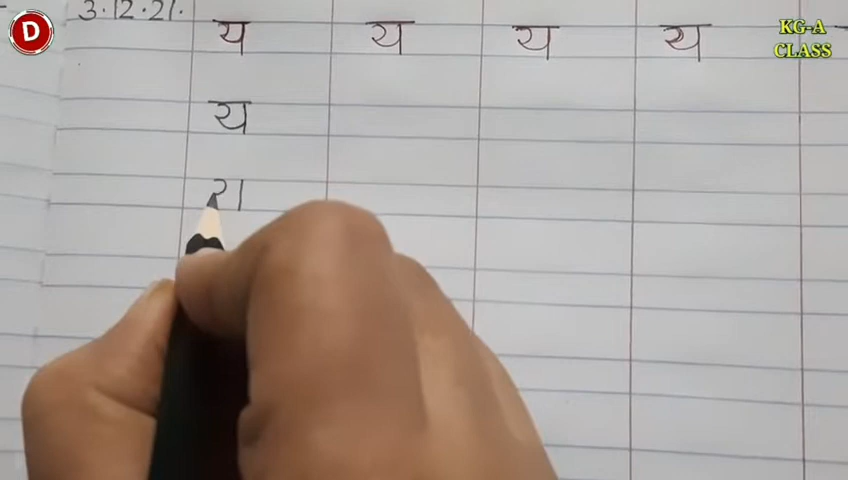 D
3.12.21.
KG-A
CLASS
य य य य
य